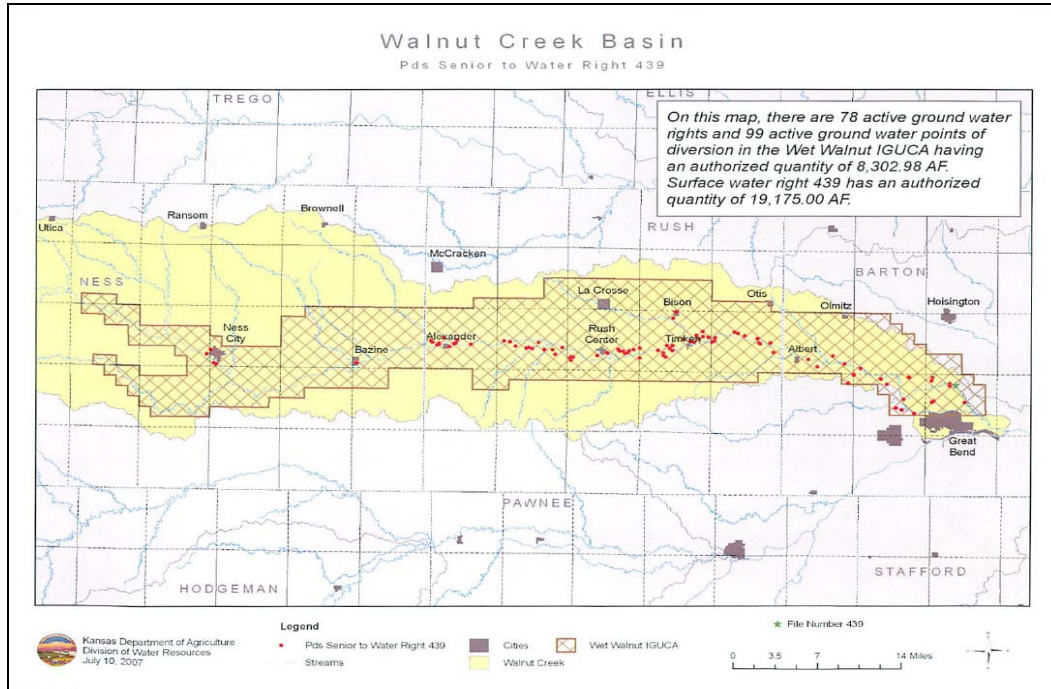 Walnut Creek Basin
Pds Senior to Water Right 439
TREGO
ELLIS
On this map, there are 78 active ground water
rights and 99 active ground water points of
diversion in the Wet Walnut IGUCA having
an authorized quantity of 8,302.98 AF.
Surface water right 439 has an authorized
quantity of 19,175.00 AF.
Utica
Ransom
Brownell
RUSH
McCracken
NESS
BARTON
La Crosse
Bison
Otis
Olmitz
Hoisington
Ness
City
Bazine
Alexander
Rush
Center
Timken
Albert
Great
Bend
PAWNEE
HODGEMAN
STAFFORD
Kansas Department of Agriculture
Division of Water Resources
July 10, 2007
Legend
Pds Senior to Water Right 439
Cities
Wet Walnut IGUCA
Streams
Walnut Creek
File Number 439
0 3.5 7 14 Miles